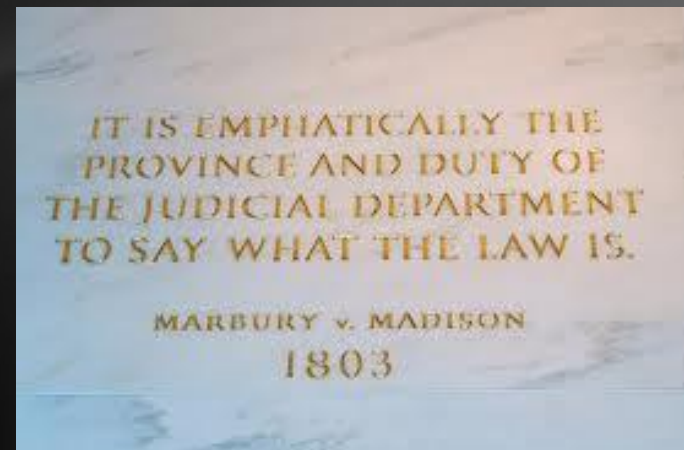 IT IS EMPHATICALLY THE
PROVINCE AND DUTY OF
THE JUDICIAL DEPARTMENT
TO SAY WHAT THE LAW IS.
MARBURY v. MADISON
1803